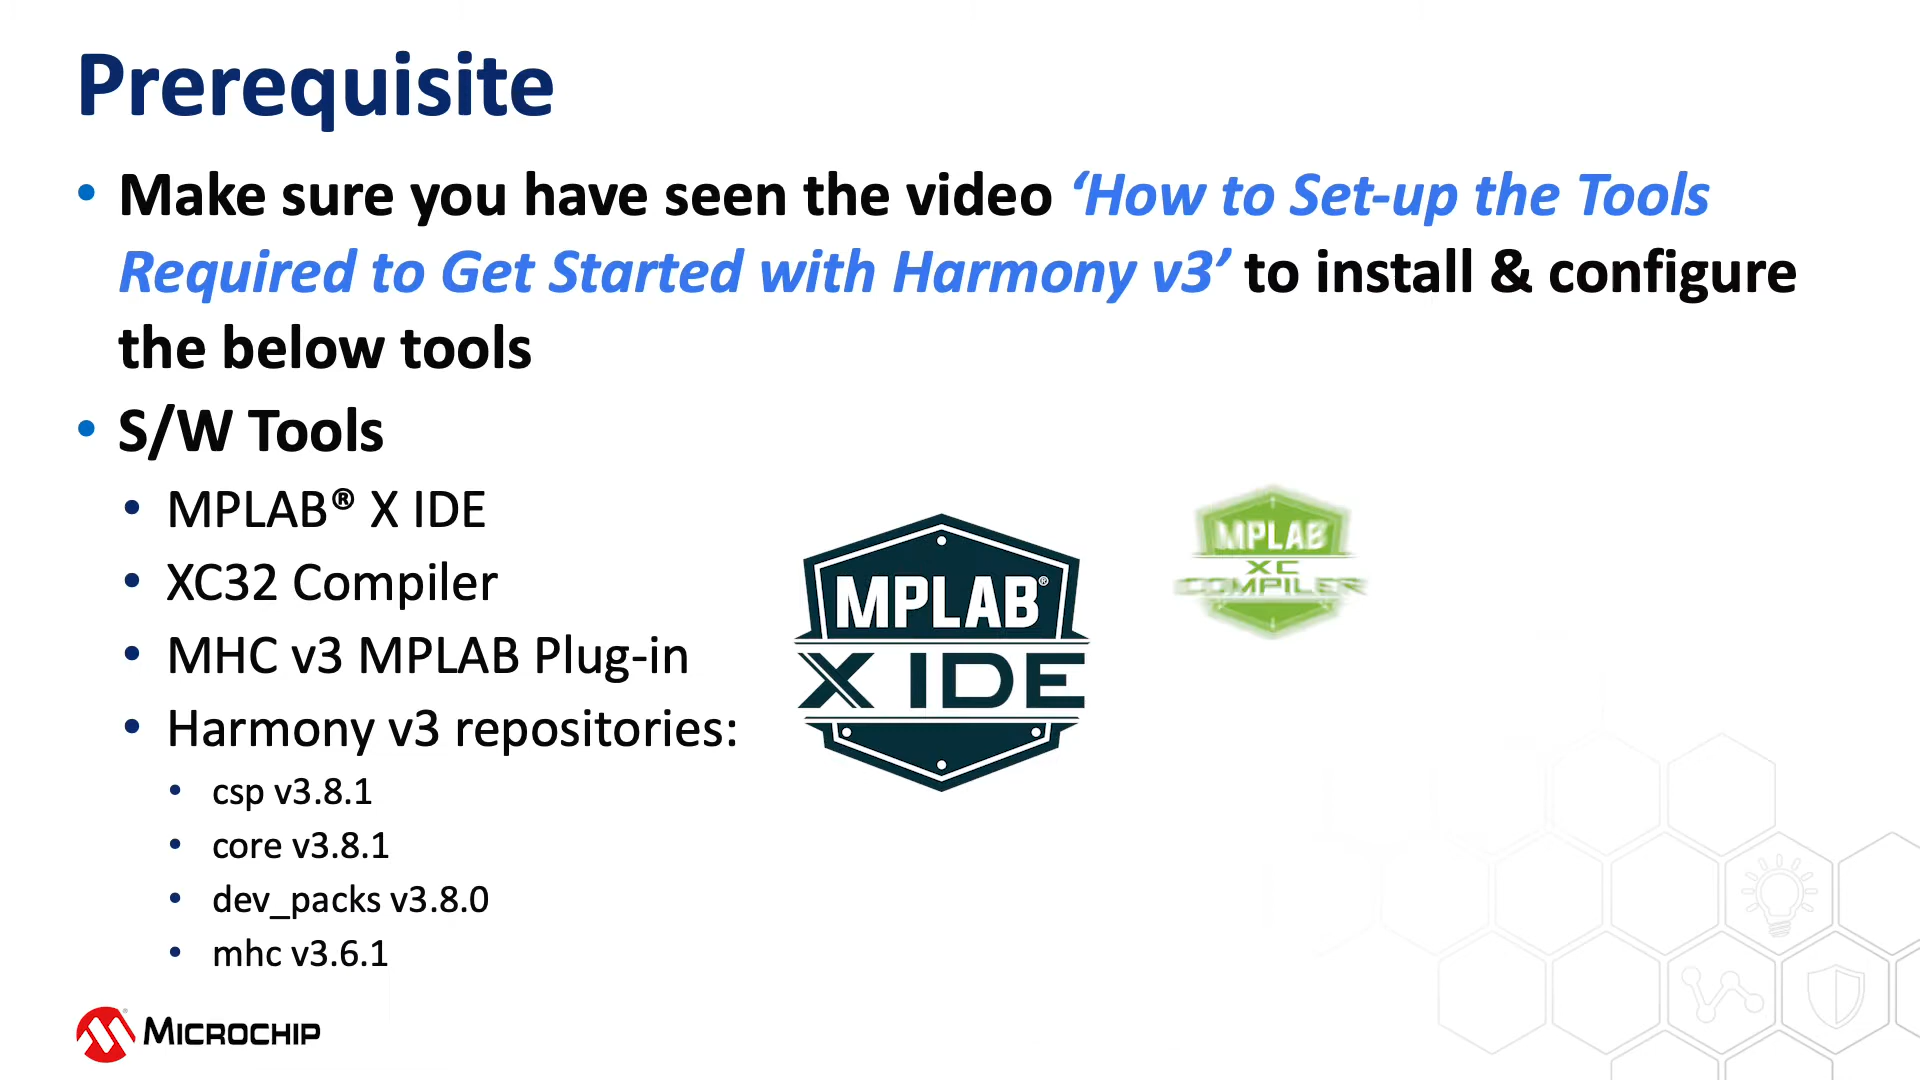 Prerequisite
• Make sure you have seen the video ‘How to Set-up the Tools
Required to Get Started with Harmony v3’ to install & configure
the below tools
• S/W Tools
• MPLAB® X IDE
• XC32 Compiler
• MHC v3 MPLAB Plug-in
• Harmony v3 repositories:
• csp v3.8.1
• core v3.8.1
• dev_packs v3.8.0
• mhc v3.6.1
MPLAB®
X IDE
MPLAB
XC
COMPILER
MICROCHIP